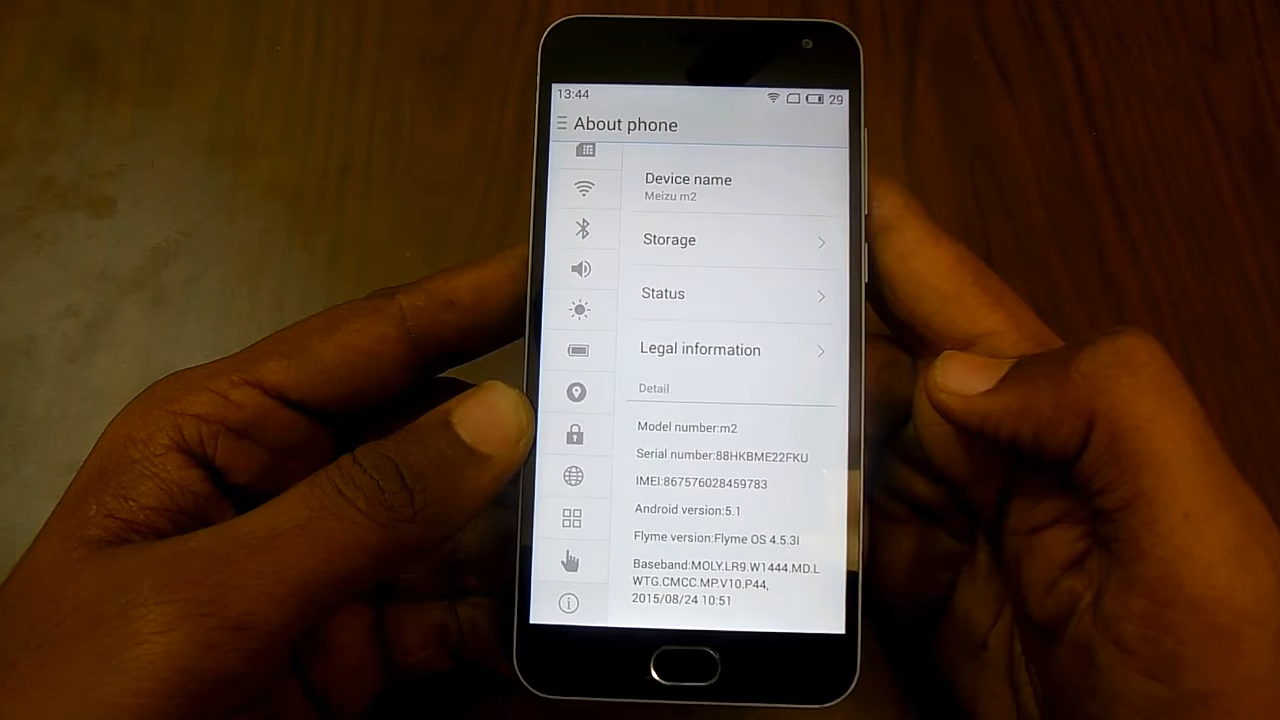 13:44 29
About phone
Device name
Meizu m2
Storage
Status
Legal information
Detail
Model number:m2
Serial number:88HKBME22FKU
IMEI:867576028459783
Android version:5.1
Flyme version:Flyme OS 4.5.3I
Baseband:MOLY.LR9.W1444.MD.L
WTG.CMCC.MP.V10.P44,
2015/08/24 10:51